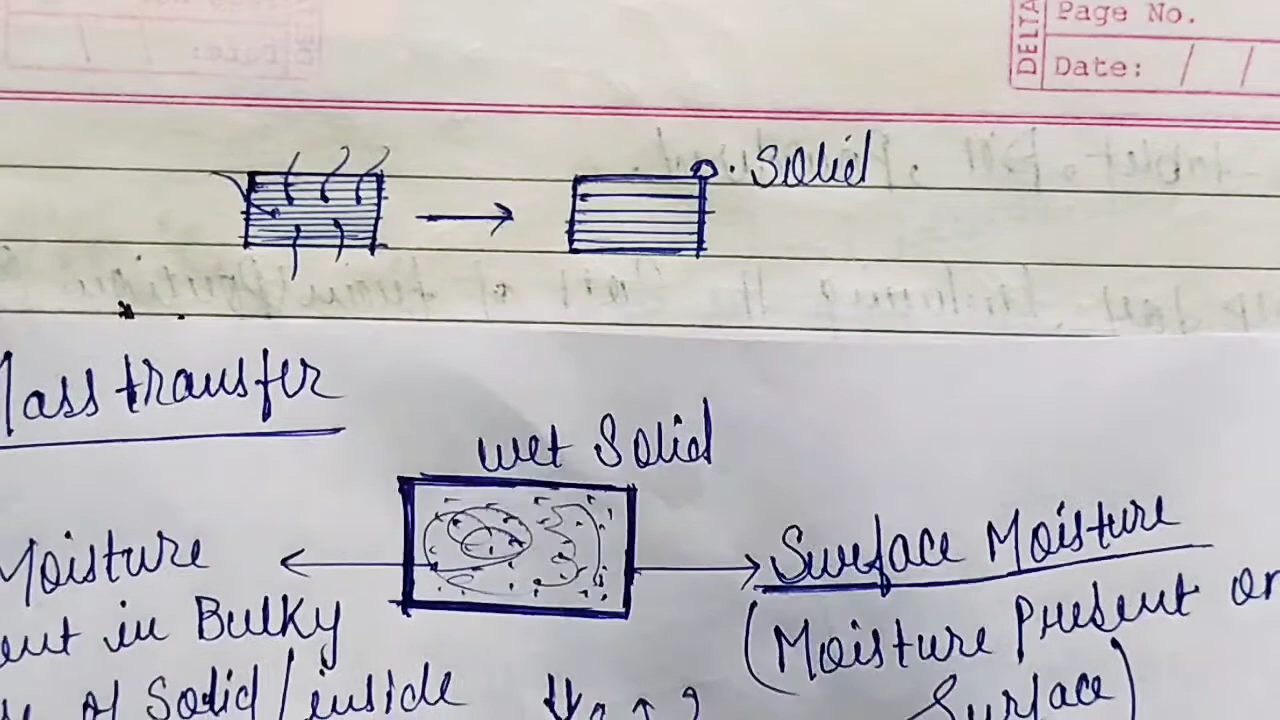 DELTA
Page No.
Date: / /
Solid
Mass transfer
Wet Solid
Moisture
Surface Moisture
in Bulky
(Moisture Present
of Solid/inside
Surface)